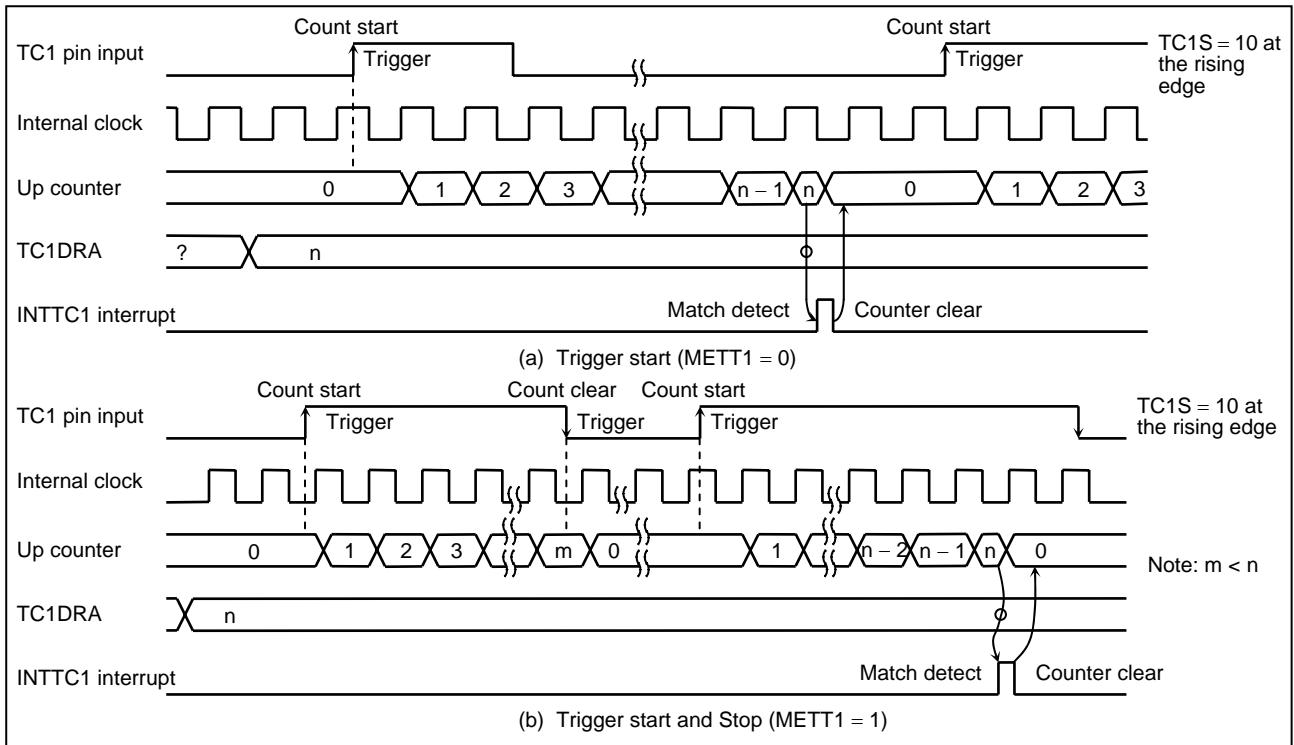 Count start Count start
TC1 pin input Trigger Trigger TC1S = 10 at
the rising
edge
Internal clock
Up counter 0 1 2 3 n − 1 n 0 1 2 3
TC1DRA ? n
INTTC1 interrupt Match detect Counter clear
(a) Trigger start (METT1 = 0)
Count start Count clear Count start
TC1 pin input Trigger Trigger Trigger TC1S = 10 at
the rising edge
Internal clock
Up counter 0 1 2 3 m 0 1 n − 2 n − 1 n 0
Note: m < n
TC1DRA n
INTTC1 interrupt Match detect Counter clear
(b) Trigger start and Stop (METT1 = 1)